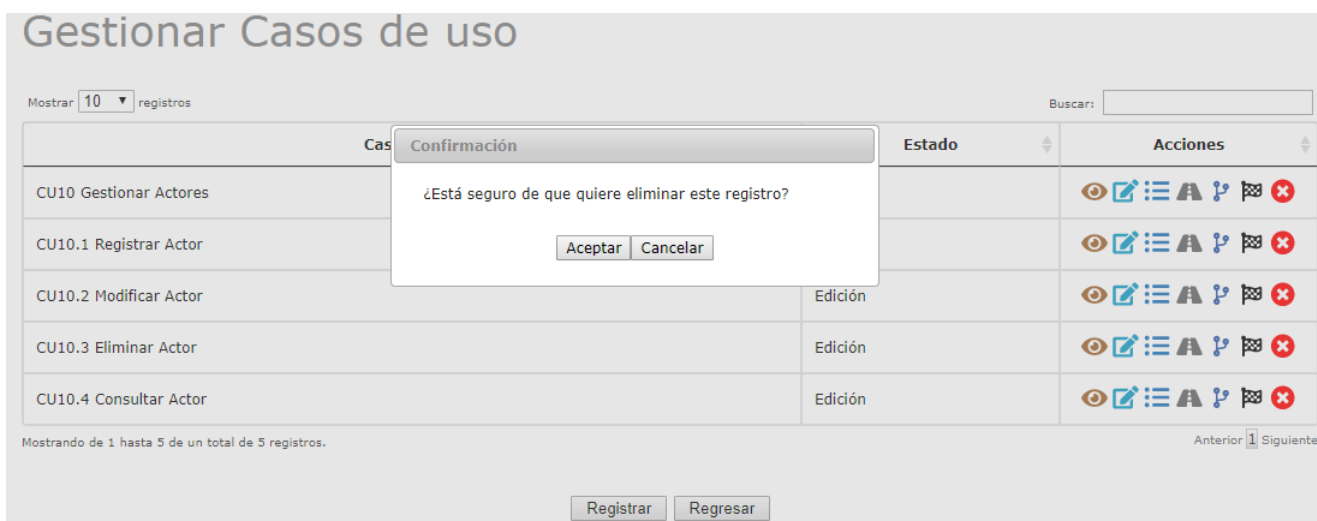 Gestionar Casos de uso
Mostrar 10 registros
Buscar:
Cas
Estado
Acciones
Confirmación
¿Está seguro de que quiere eliminar este registro?
Aceptar Cancelar
CU10 Gestionar Actores
CU10.1 Registrar Actor
CU10.2 Modificar Actor Edición
CU10.3 Eliminar Actor Edición
CU10.4 Consultar Actor Edición
Mostrando de 1 hasta 5 de un total de 5 registros.
Anterior 1 Siguiente
Registrar Regresar